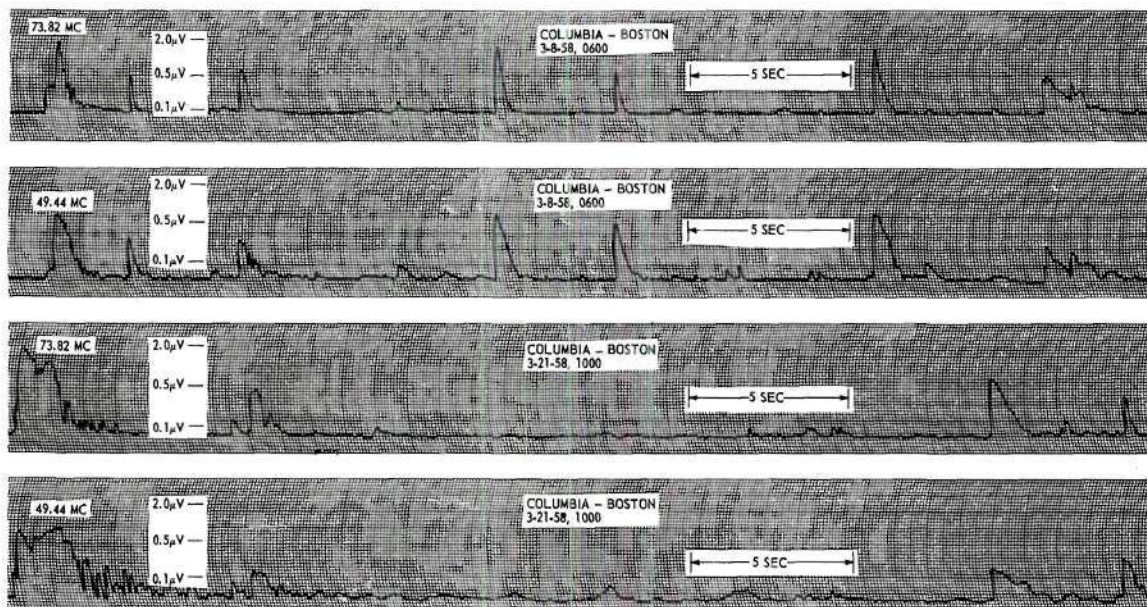 73.82 MC
2.0μV
0.5μV
0.1μV
COLUMBIA – BOSTON
3-8-58, 0600
5 SEC
49.44 MC
2.0μV
0.5μV
0.1μV
COLUMBIA – BOSTON
3-8-58, 0600
5 SEC
73.82 MC
2.0μV
0.5μV
0.1μV
COLUMBIA – BOSTON
3-21-58, 1000
5 SEC
49.44 MC
2.0μV
0.5μV
0.1μV
COLUMBIA – BOSTON
3-21-58, 1000
5 SEC